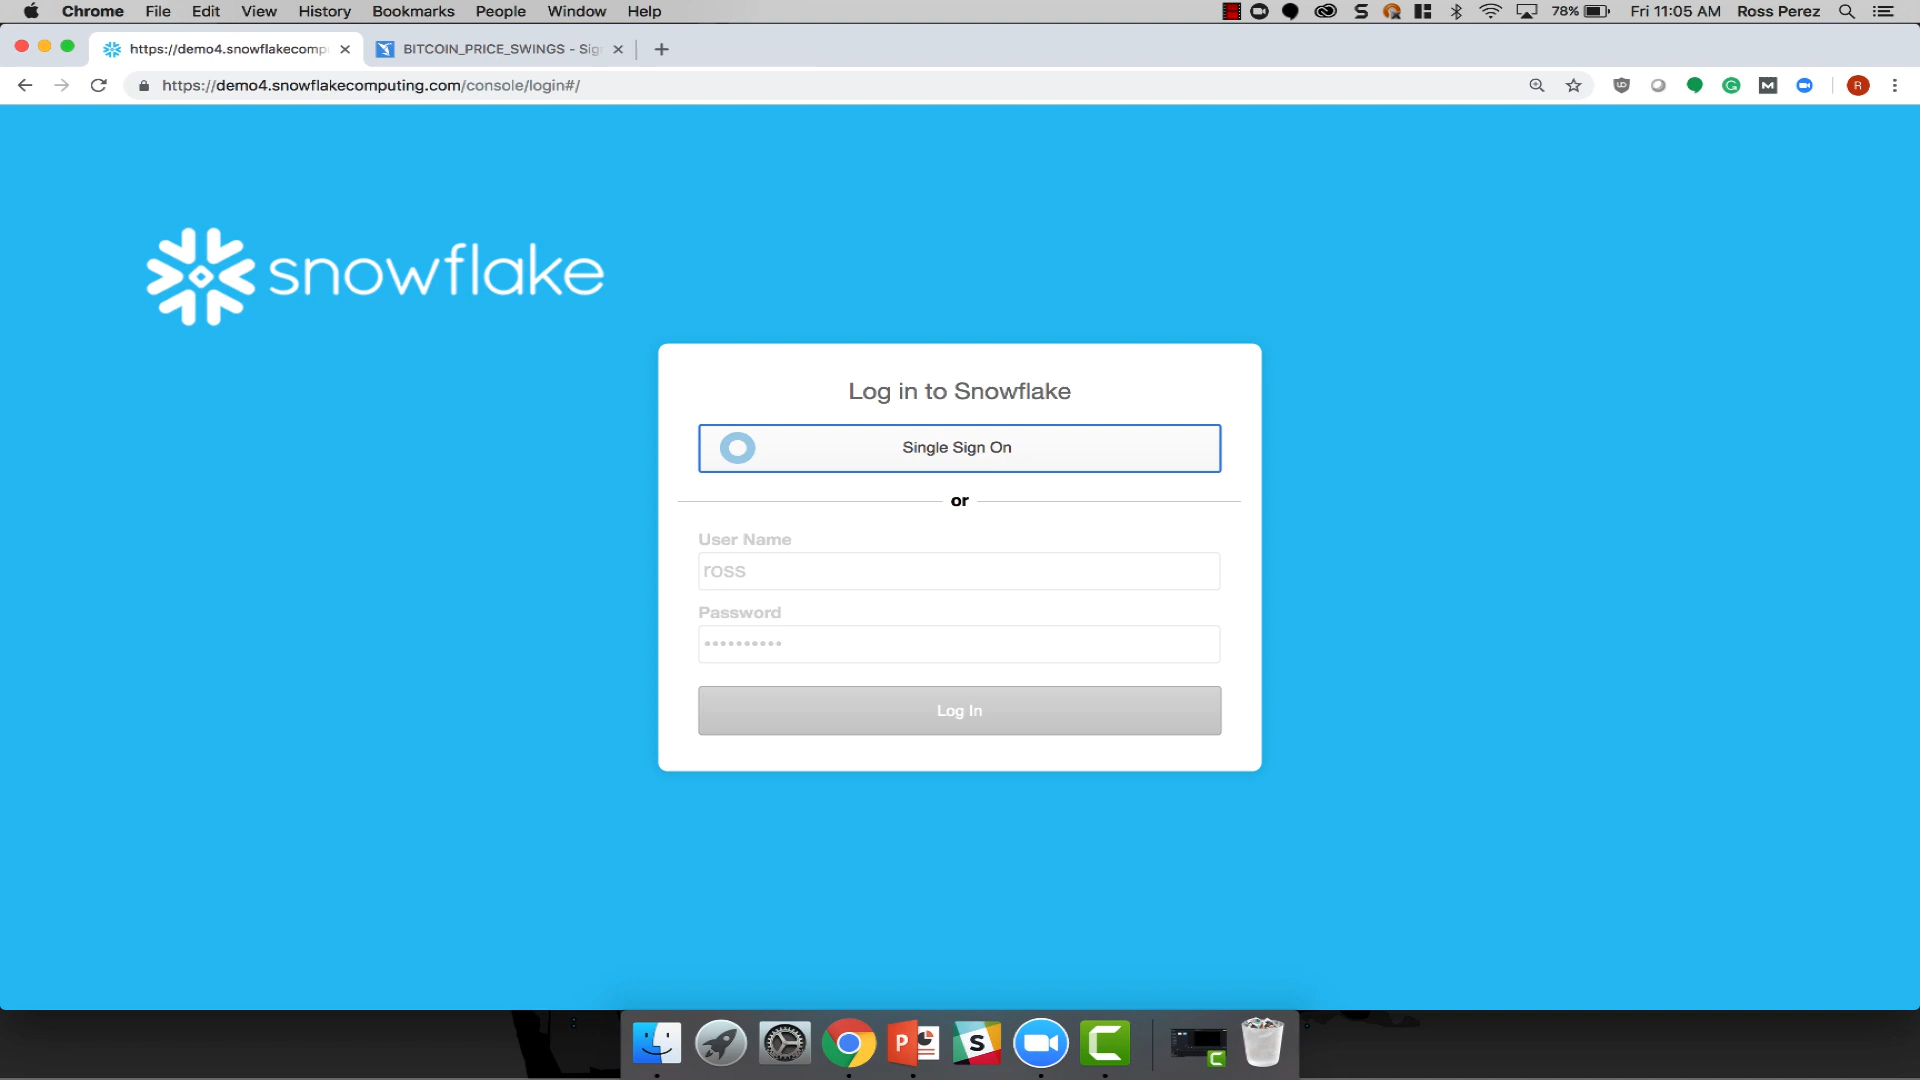 Chrome File Edit View History Bookmarks People Window Help 78% Fri 11:05 AM Ross Perez
https://demo4.snowflakecomp BITCOIN_PRICE_SWINGS - Sig
https://demo4.snowflakecomputing.com/console/login#/
snowflake
Log in to Snowflake
Single Sign On
or
User Name
ross
Password
••••••••••
Log In